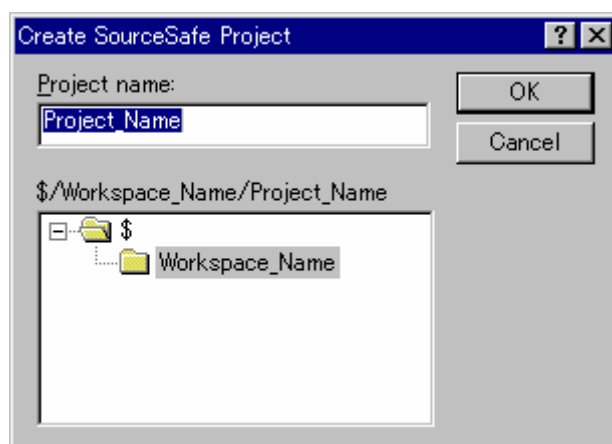 Create SourceSafe Project
Project name:
OK
Project_Name
Cancel
$/Workspace_Name/Project_Name
$
Workspace_Name